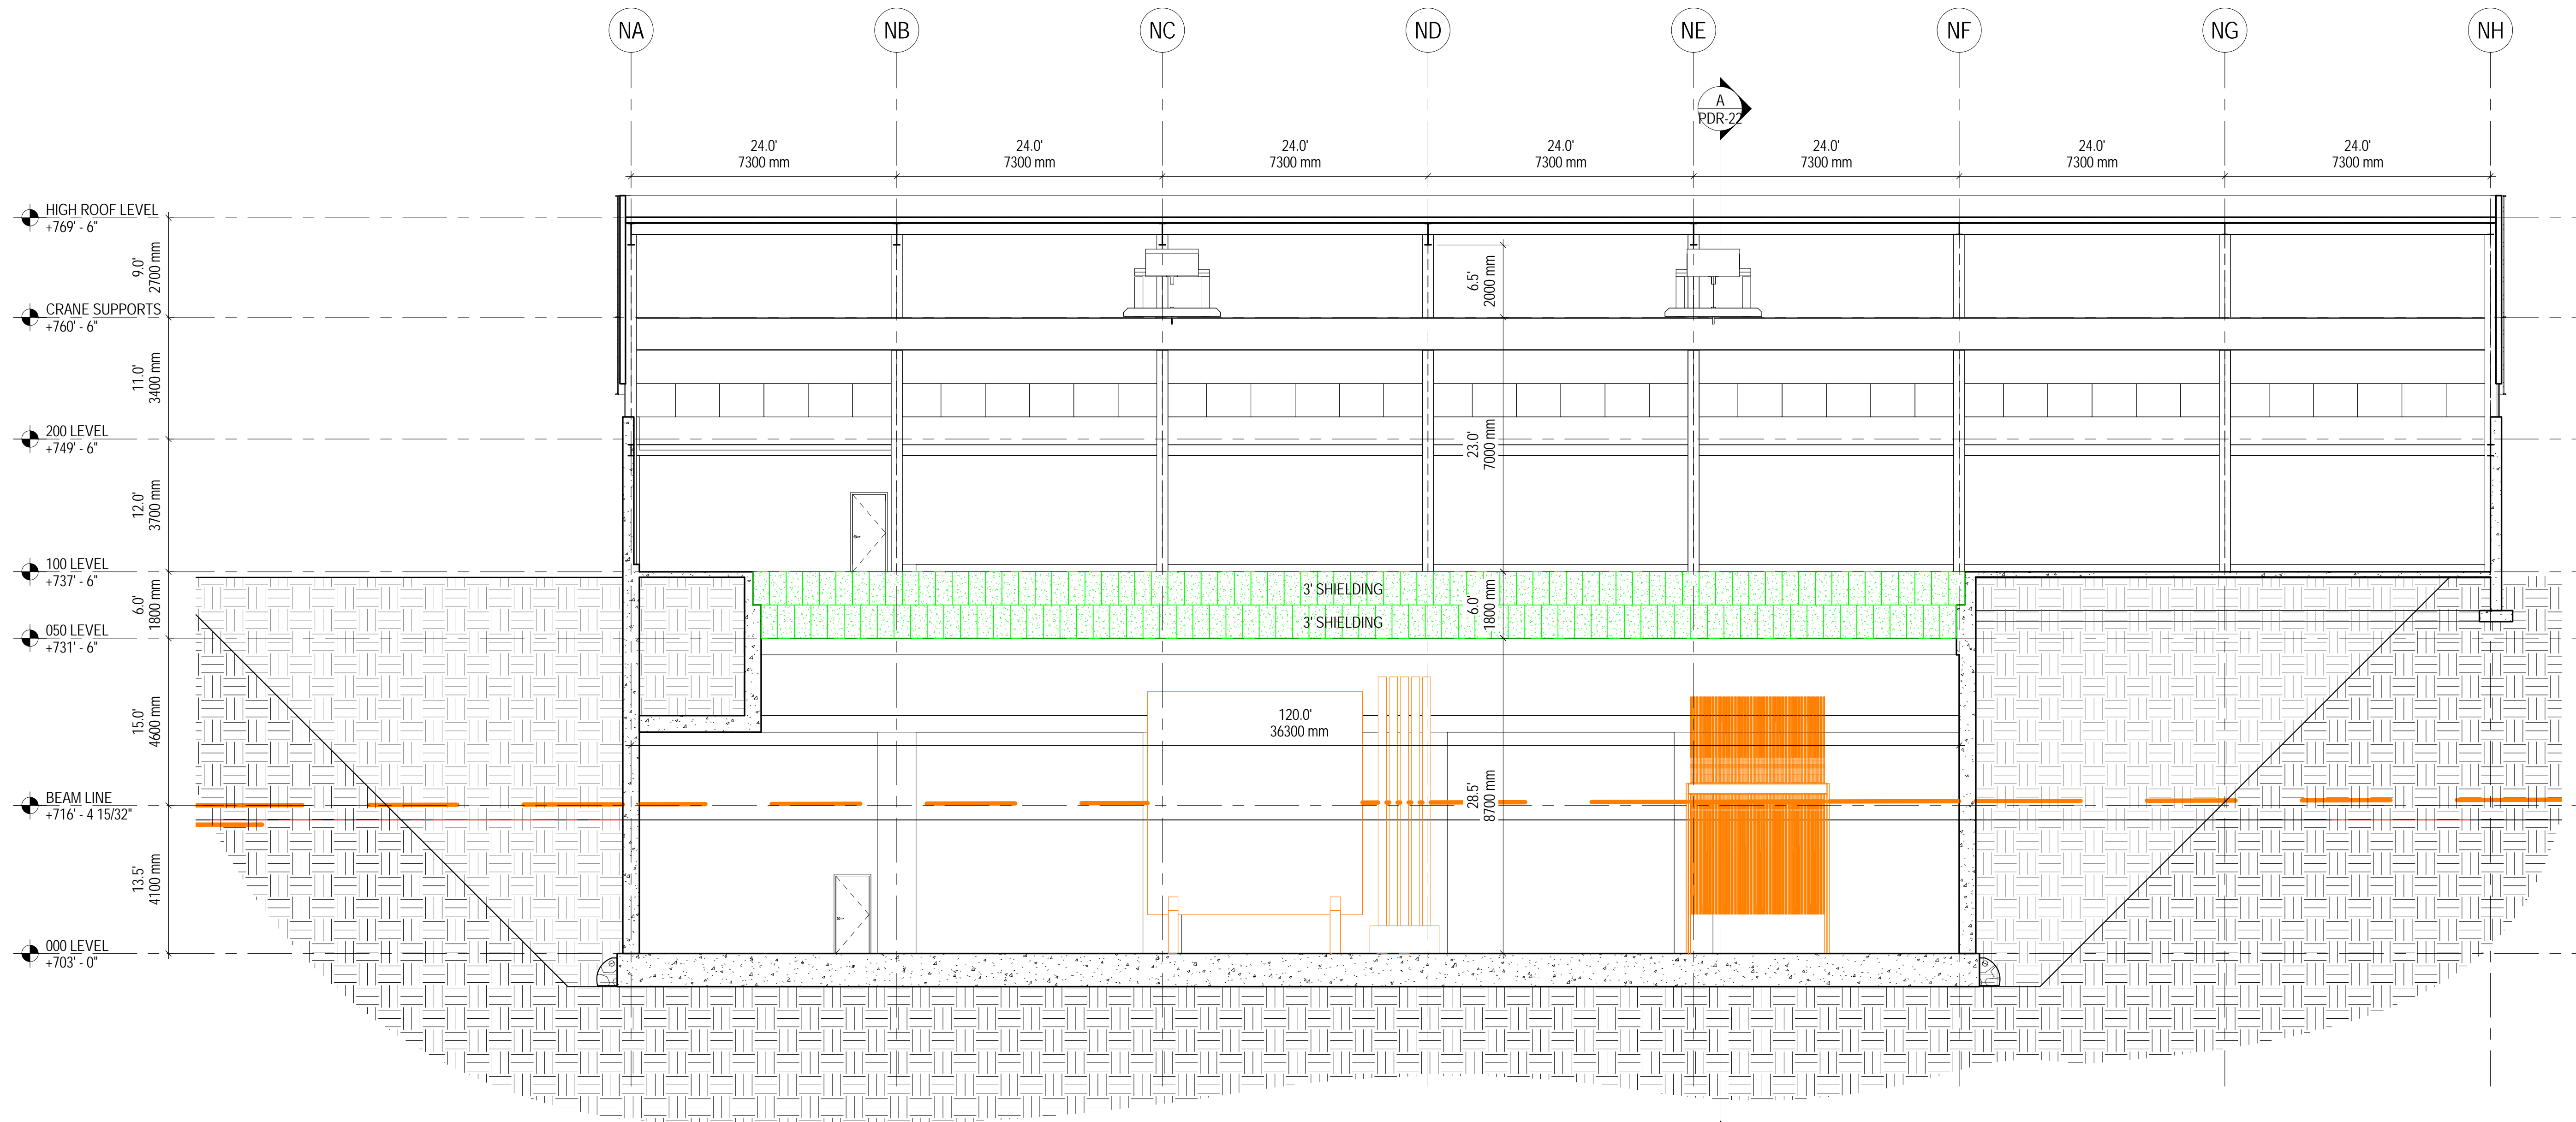 NA NB NC ND NE NF NG NH
A
PDR-22
24.0' 24.0' 24.0' 24.0' 24.0' 24.0' 24.0'
7300 mm 7300 mm 7300 mm 7300 mm 7300 mm 7300 mm 7300 mm
HIGH ROOF LEVEL
+769' - 6"
9.0'
2700 mm
6.5'
2000 mm
CRANE SUPPORTS
+760' - 6"
11.0'
3400 mm
200 LEVEL
+749' - 6"
23.0'
7000 mm
12.0'
3700 mm
100 LEVEL
+737' - 6"
3' SHIELDING
6.0'
1800 mm
6.0'
1800 mm
3' SHIELDING
050 LEVEL
+731' - 6"
15.0'
4600 mm
120.0'
36300 mm
BEAM LINE
+716' - 4 15/32"
28.5'
8700 mm
13.5'
4100 mm
000 LEVEL
+703' - 0"